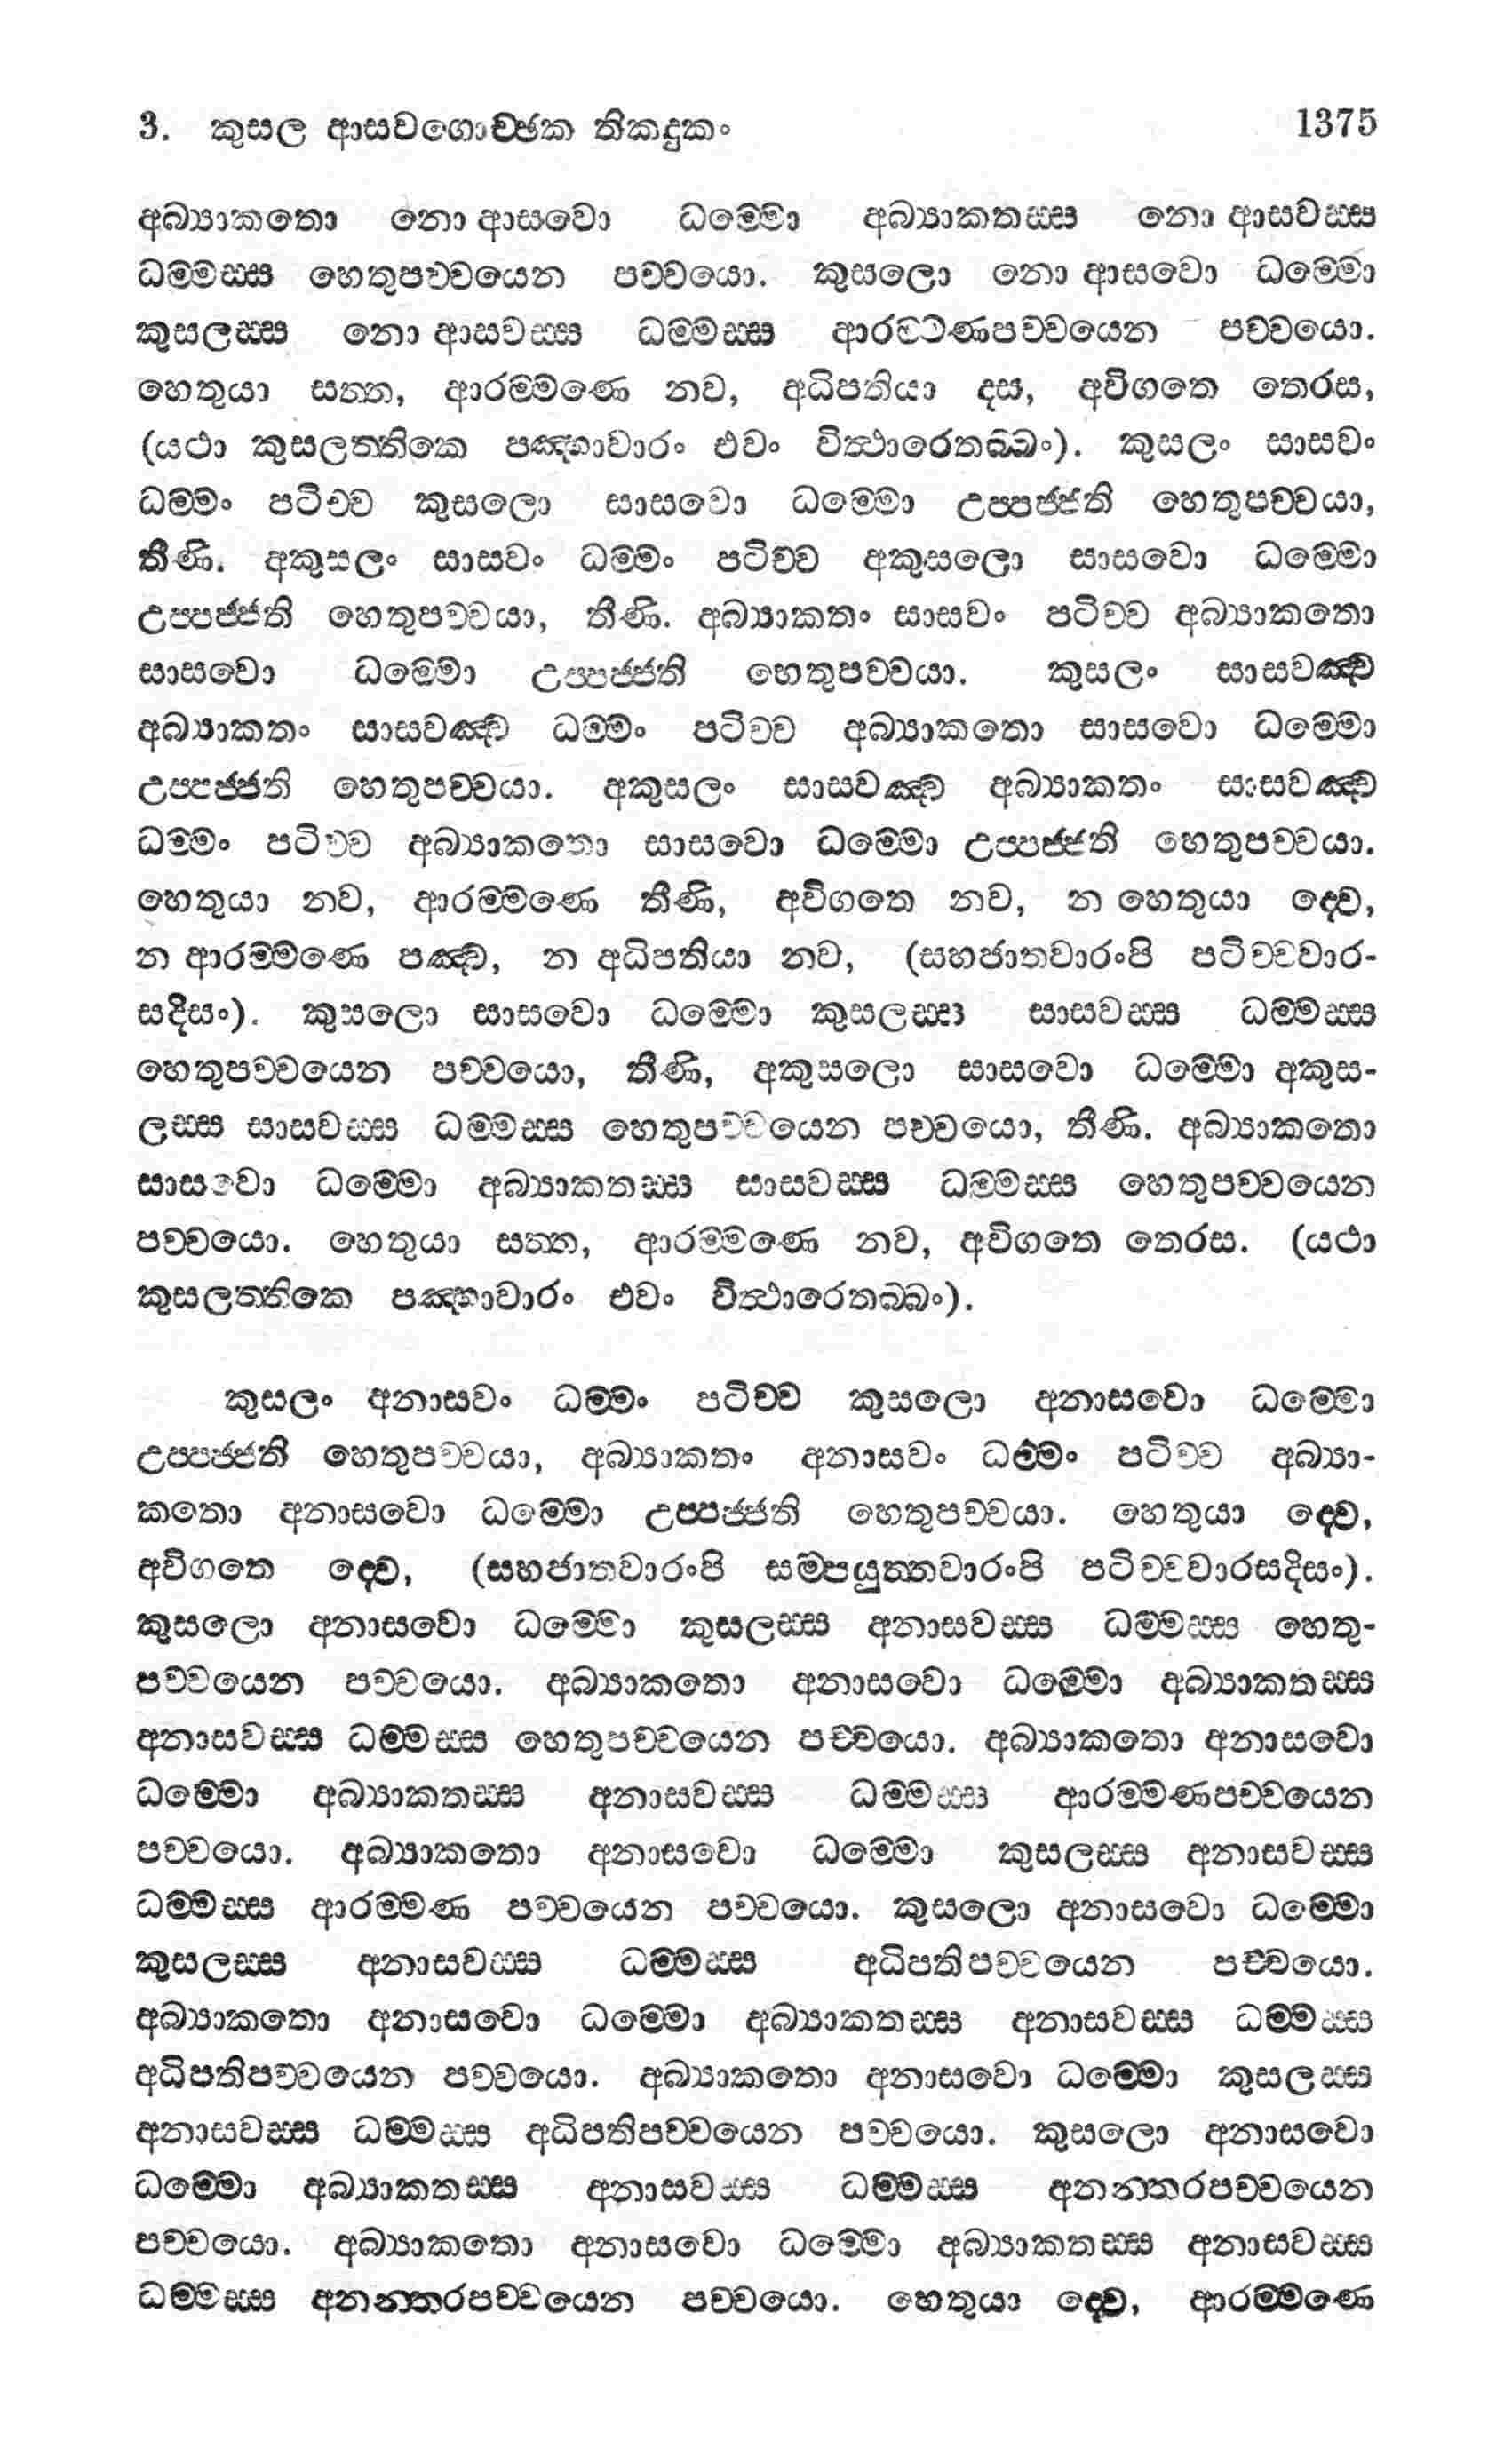 3. කුසල ආසවගොච්ඡක තිකදුකං 1375
අබ්‍යාකතො නො ආසවො ධම්මො අබ්‍යාකතස්ස නො ආසවස්ස
ධම්මස්ස හෙතුපච්චයෙන පච්චයො. කුසලො නො ආසවො ධම්මො
කුසලස්ස නො ආසවස්ස ධම්මස්ස ආරම්මණපච්චයෙන පච්චයො.
හෙතුයා සත්ත, ආරම්මණෙ නව, අධිපතියා දස, අවිගතෙ තෙරස,
(යථා කුසලත්තිකෙ පඤ්හාවාරං එවං විත්ථාරෙතබ්බං). කුසලං සාසවං
ධම්මං පටිච්ච කුසලො සාසවො ධම්මො උප්පජ්ජති හෙතුපච්චයා,
තීණි. අකුසලං සාසවං ධම්මං පටිච්ච අකුසලො සාසවො ධම්මො
උප්පජ්ජති හෙතුපච්චයා, තීණි. අබ්‍යාකතං සාසවං පටිච්ච අබ්‍යාකතො
සාසවො ධම්මො උප්පජ්ජති හෙතුපච්චයා. කුසලං සාසවඤ්ච
අබ්‍යාකතං සාසවඤ්ච ධම්මං පටිච්ච අබ්‍යාකතො සාසවො ධම්මො
උප්පජ්ජති හෙතුපච්චයා. අකුසලං සාසවඤ්ච අබ්‍යාකතං සාසවඤ්ච
ධම්මං පටිච්ච අබ්‍යාකතො සාසවො ධම්මො උප්පජ්ජති හෙතුපච්චයා.
හෙතුයා නව, ආරම්මණෙ තීණි, අවිගතෙ නව, න හෙතුයා ද්වෙ,
න ආරම්මණෙ පඤ්ච, න අධිපතියා නව, (සහජාතවාරංපි පටිච්චවාර-
සදිසං). කුසලො සාසවො ධම්මො කුසලස්ස සාසවස්ස ධම්මස්ස
හෙතුපච්චයෙන පච්චයො, තීණි, අකුසලො සාසවො ධම්මො අකුස-
ලස්ස සාසවස්ස ධම්මස්ස හෙතුපච්චයෙන පච්චයො, තීණි. අබ්‍යාකතො
සාසවො ධම්මො අබ්‍යාකතස්ස සාසවස්ස ධම්මස්ස හෙතුපච්චයෙන
පච්චයො. හෙතුයා සත්ත, ආරම්මණෙ නව, අවිගතෙ තෙරස. (යථා
කුසලත්තිකෙ පඤ්හාවාරං එවං විත්ථාරෙතබ්බං).
කුසලං අනාසවං ධම්මං පටිච්ච කුසලො අනාසවො ධම්මො
උප්පජ්ජති හෙතුපච්චයා, අබ්‍යාකතං අනාසවං ධම්මං පටිච්ච අබ්‍යා-
කතො අනාසවො ධම්මො උප්පජ්ජති හෙතුපච්චයා. හෙතුයා ද්වෙ,
අවිගතෙ ද්වෙ, (සහජාතවාරංපි සම්පයුත්තවාරංපි පටිච්චවාරසදිසං).
කුසලො අනාසවො ධම්මො කුසලස්ස අනාසවස්ස ධම්මස්ස හෙතු-
පච්චයෙන පච්චයො. අබ්‍යාකතො අනාසවො ධම්මො අබ්‍යාකතස්ස
අනාසවස්ස ධම්මස්ස හෙතුපච්චයෙන පච්චයො. අබ්‍යාකතො අනාසවො
ධම්මො අබ්‍යාකතස්ස අනාසවස්ස ධම්මස්ස ආරම්මණපච්චයෙන
පච්චයො. අබ්‍යාකතො අනාසවො ධම්මො කුසලස්ස අනාසවස්ස
ධම්මස්ස ආරම්මණ පච්චයෙන පච්චයො. කුසලො අනාසවො ධම්මො
කුසලස්ස අනාසවස්ස ධම්මස්ස අධිපතිපච්චයෙන පච්චයො.
අබ්‍යාකතො අනාසවො ධම්මො අබ්‍යාකතස්ස අනාසවස්ස ධම්මස්ස
අධිපතිපච්චයෙන පච්චයො. අබ්‍යාකතො අනාසවො ධම්මො කුසලස්ස
අනාසවස්ස ධම්මස්ස අධිපතිපච්චයෙන පච්චයො. කුසලො අනාසවො
ධම්මො අබ්‍යාකතස්ස අනාසවස්ස ධම්මස්ස අනන්තරපච්චයෙන
පච්චයො. අබ්‍යාකතො අනාසවො ධම්මො අබ්‍යාකතස්ස අනාසවස්ස
ධම්මස්ස අනන්තරපච්චයෙන පච්චයො. හෙතුයා ද්වෙ, ආරම්මණෙ